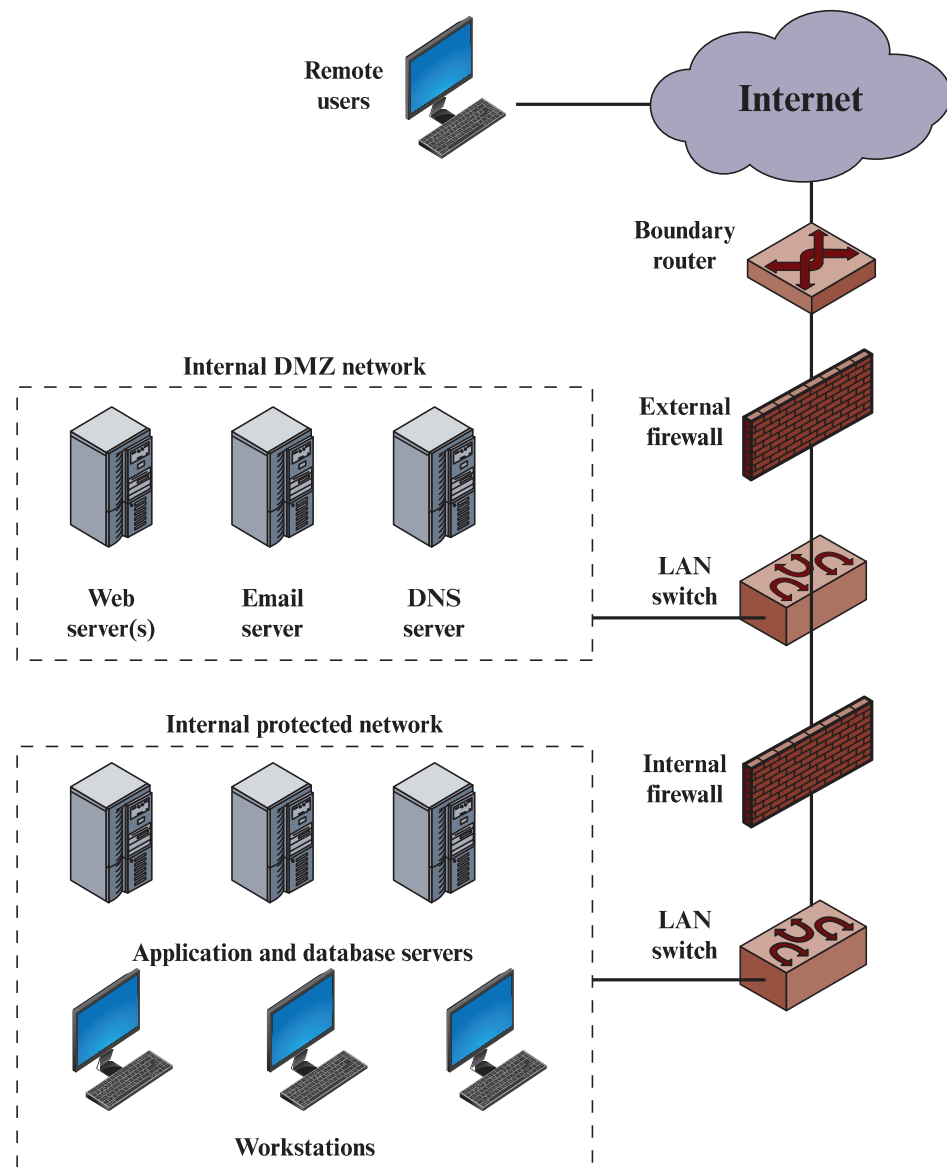 Remote
users
Internet
Boundary
router
Internal DMZ network
External
firewall
Web
server(s)
Email
server
DNS
server
LAN
switch
Internal protected network
Internal
firewall
Application and database servers
LAN
switch
Workstations